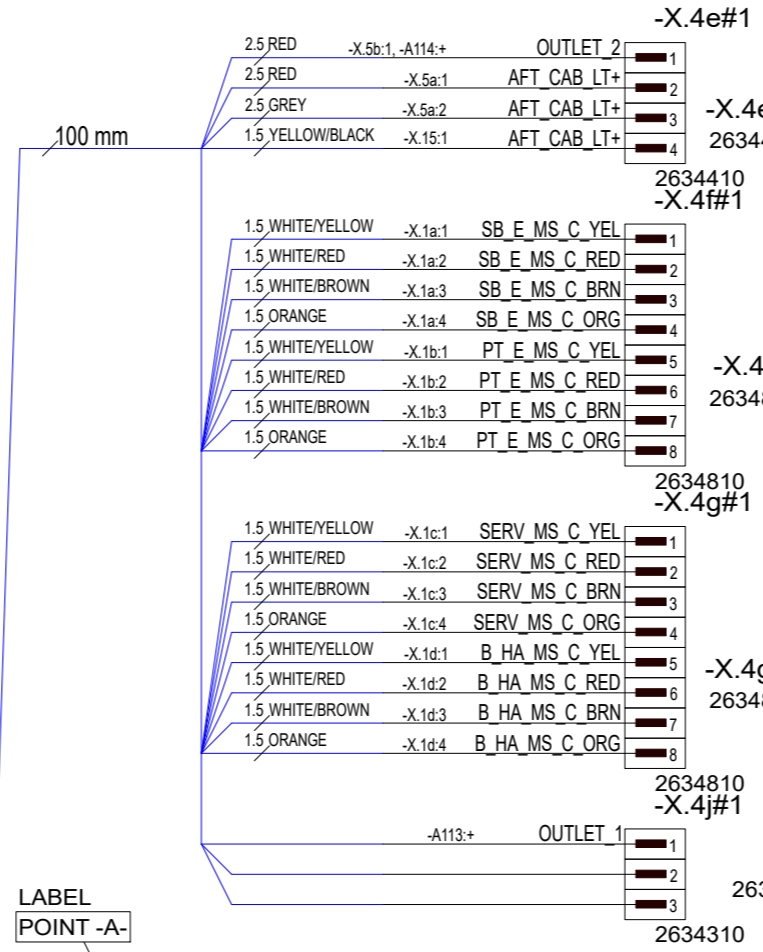 -X.4e#1
2.5 RED -X.5b:1, -A114:+ OUTLET_2 1
2.5 RED -X.5a:1 AFT_CAB_LT+ 2
2.5 GREY -X.5a:2 AFT_CAB_LT+ 3
100 mm
1.5 YELLOW/BLACK -X.15:1 AFT_CAB_LT+ 4
-X.4e
26344
2634410
-X.4f#1
1.5 WHITE/YELLOW -X.1a:1 SB_E_MS_C_YEL 1
1.5 WHITE/RED -X.1a:2 SB_E_MS_C_RED 2
1.5 WHITE/BROWN -X.1a:3 SB_E_MS_C_BRN 3
1.5 ORANGE -X.1a:4 SB_E_MS_C_ORG 4
1.5 WHITE/YELLOW -X.1b:1 PT_E_MS_C_YEL 5
1.5 WHITE/RED -X.1b:2 PT_E_MS_C_RED 6
1.5 WHITE/BROWN -X.1b:3 PT_E_MS_C_BRN 7
1.5 ORANGE -X.1b:4 PT_E_MS_C_ORG 8
-X.4
26348
2634810
-X.4g#1
1.5 WHITE/YELLOW -X.1c:1 SERV_MS_C_YEL 1
1.5 WHITE/RED -X.1c:2 SERV_MS_C_RED 2
1.5 WHITE/BROWN -X.1c:3 SERV_MS_C_BRN 3
1.5 ORANGE -X.1c:4 SERV_MS_C_ORG 4
1.5 WHITE/YELLOW -X.1d:1 B_HA_MS_C_YEL 5
1.5 WHITE/RED -X.1d:2 B_HA_MS_C_RED 6
1.5 WHITE/BROWN -X.1d:3 B_HA_MS_C_BRN 7
1.5 ORANGE -X.1d:4 B_HA_MS_C_ORG 8
-X.4g
26348
2634810
-X.4j#1
-A113:+ OUTLET_1 1
2
3
263
2634310
LABEL
POINT -A-